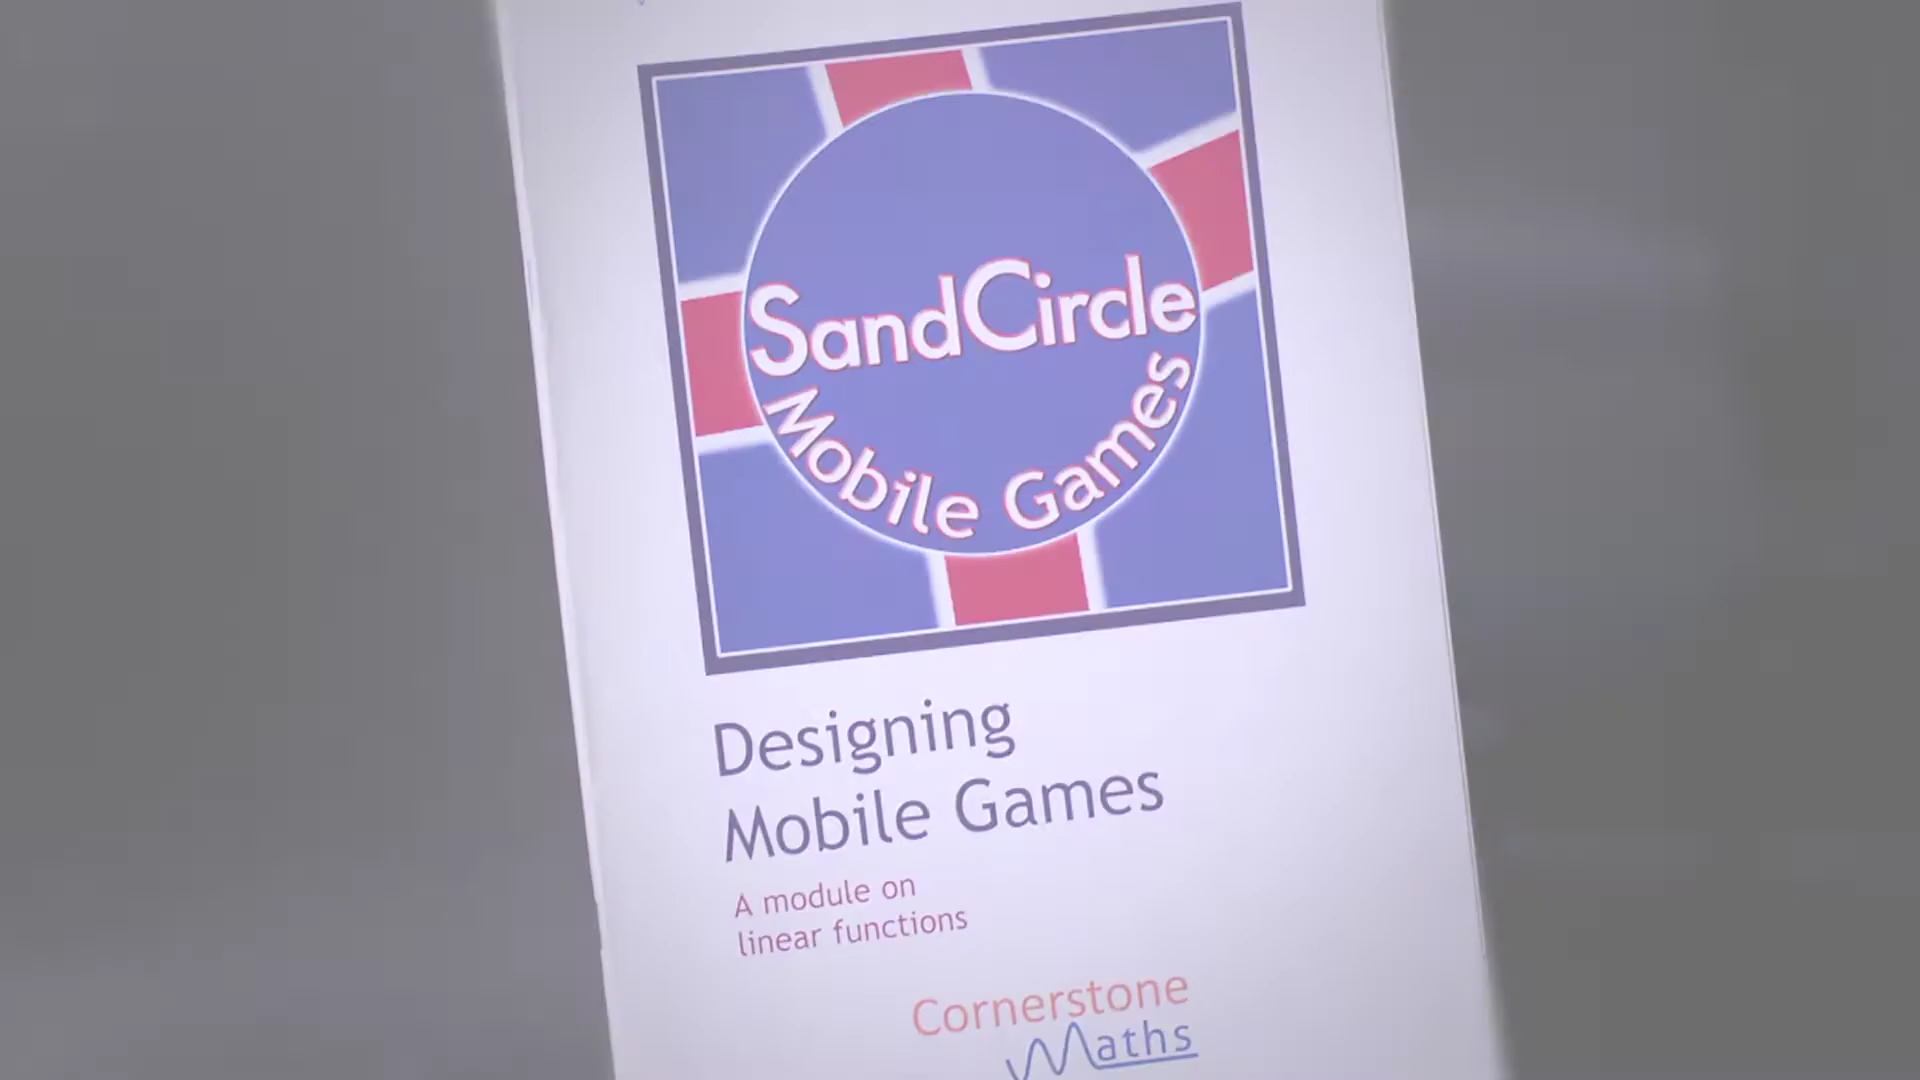 SandCircle
Mobile Games
Designing
Mobile Games
A module on
linear functions
Cornerstone
Maths